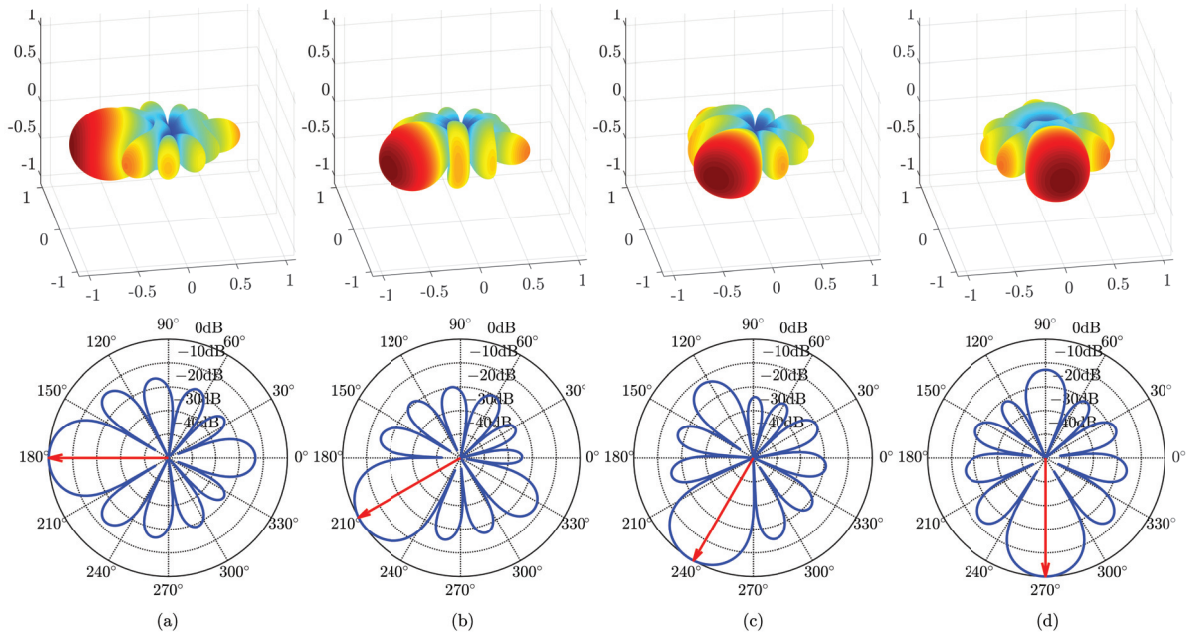 1 1 1 1
0.5 0.5 0.5 0.5
0 0 0 0
-0.5 -0.5 -0.5 -0.5
-1 -1 -1 -1
1 1 1 1
0 0 0 0
-1 -1 -0.5 0 0.5 1
-1 -1 -0.5 0 0.5 1
-1 -1 -0.5 0 0.5 1
-1 -1 -0.5 0 0.5 1
90° 0dB 90° 0dB 90° 0dB 90° 0dB
120° −10dB 60° 120° −10dB 60° 120° −10dB 60° 120° −10dB 60°
150° −20dB 30° 150° −20dB 30° 150° −20dB 30° 150° −20dB 30°
−30dB −30dB −30dB −30dB
−40dB −40dB −40dB −40dB
180° 0° 180° 0° 180° 0° 180° 0°
210° 330° 210° 330° 210° 330° 210° 330°
240° 300° 240° 300° 240° 300° 240° 300°
270° 270° 270° 270°
(a) (b) (c) (d)